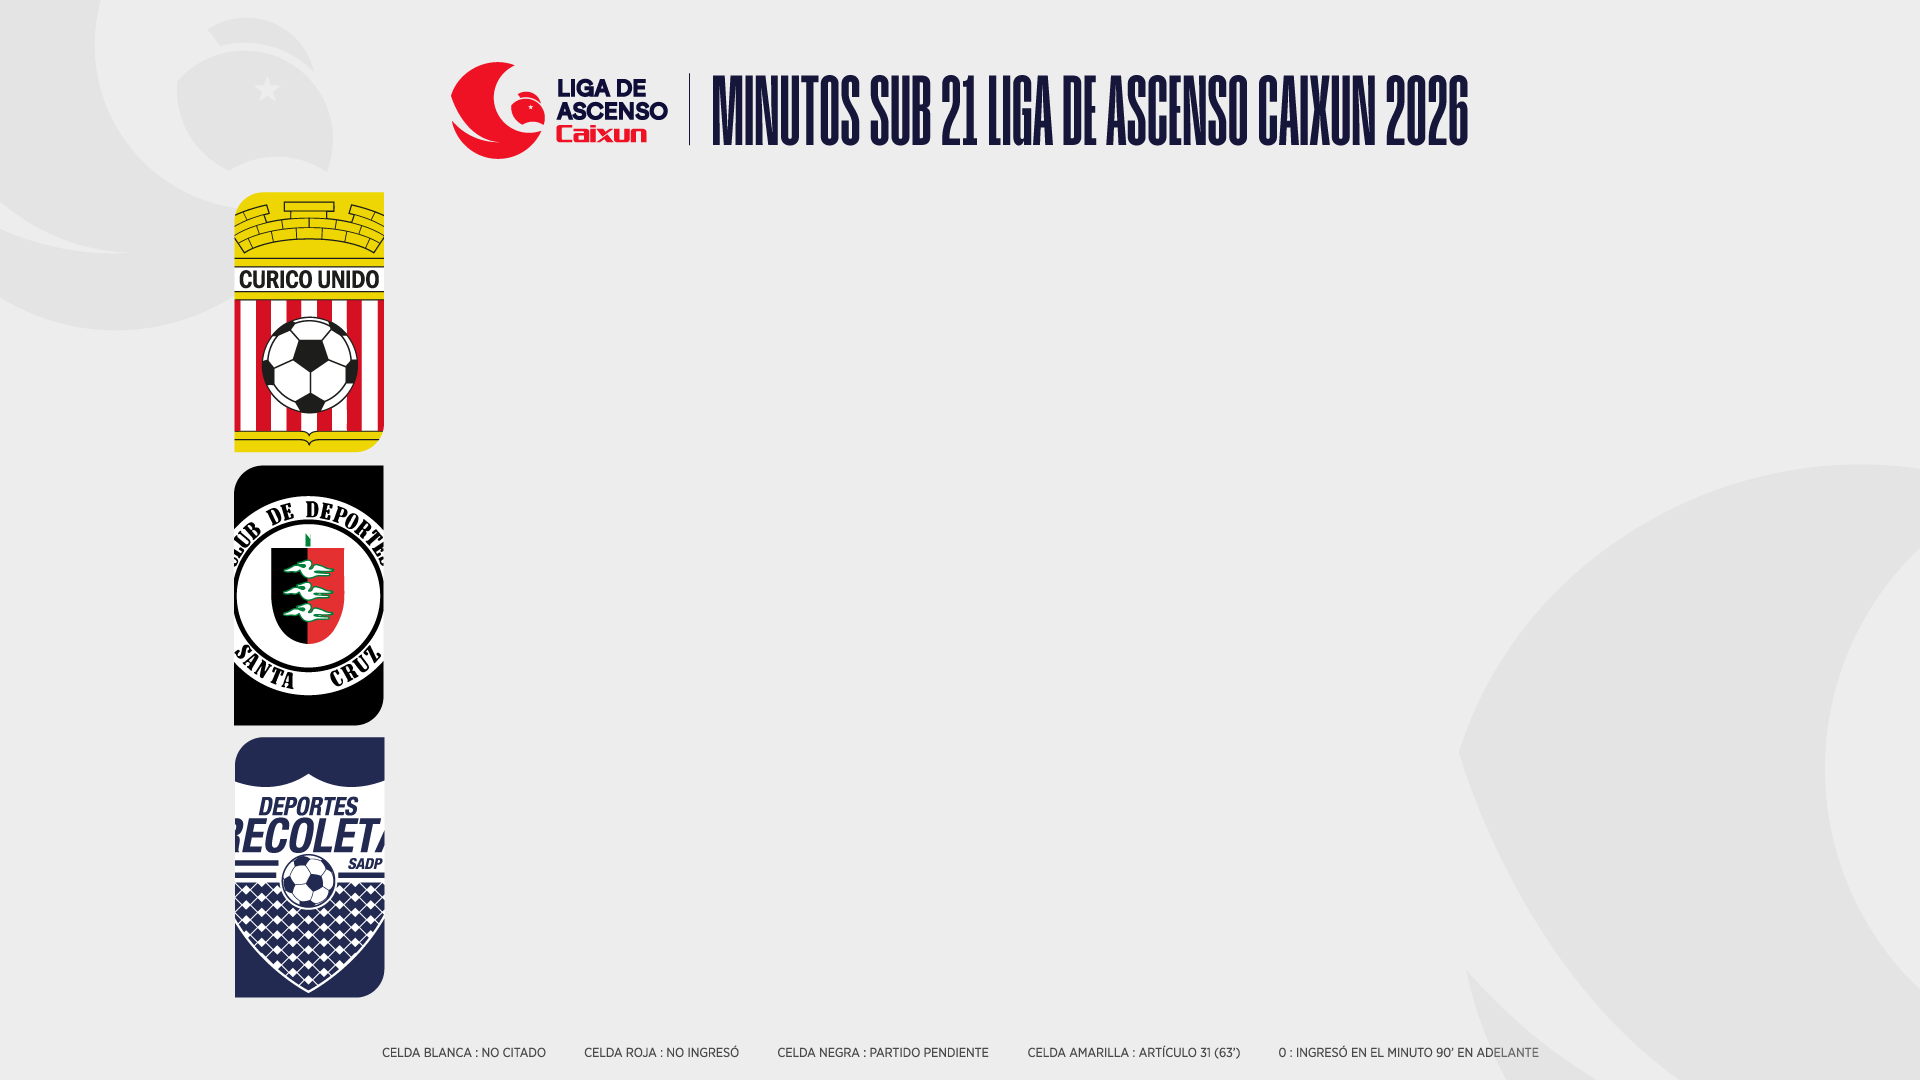 LIGA DE
ASCENSO
Caixun
MINUTOS SUB 21 LIGA DE ASCENSO CAIXUN 2026
CURICO UNIDO
CLUB DE DEPORTES
SANTA CRUZ
DEPORTES
RECOLETA
SADP
CELDA BLANCA : NO CITADO CELDA ROJA : NO INGRESÓ CELDA NEGRA : PARTIDO PENDIENTE CELDA AMARILLA : ARTÍCULO 31 (63') 0 : INGRESÓ EN EL MINUTO 90' EN ADELANTE